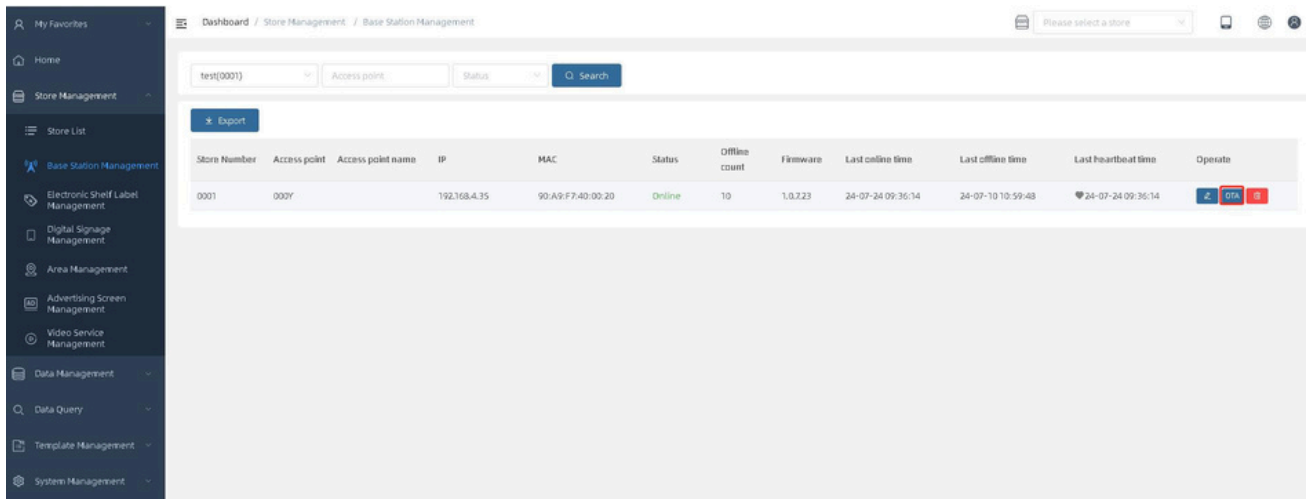 My Favorites
Dashboard / Store Management / Base Station Management
Please select a store
Home
test(0001)
Access point
Status
Search
Store Management
Export
Store List
Base Station Management
Electronic Shelf Label
Management
Digital Signage
Management
Area Management
AD
Advertising Screen
Management
Video Service
Management
Data Management
Data Query
Template Management
System Management
Store Number Access point Access point name IP MAC Status Offline count Firmware Last online time Last offline time Last heartbeat time Operate
0001 000Y 192.168.4.35 90:A9:F7:40:00:20 Online 10 1.0.7.23 24-07-24 09:36:14 24-07-10 10:59:48 24-07-24 09:36:14 OTA